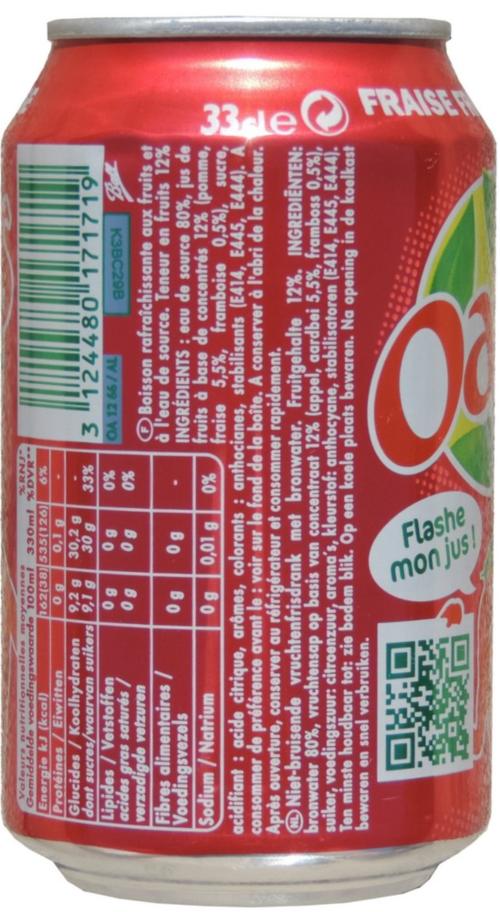 33 cl e
FRAISE
3 124480 171719
OA 12 66 / AL
K3BC29B
Valeurs nutritionnelles moyennes %RNJ*
Gemiddelde voedingswaarde 100ml 330ml %DVR**
Energie kJ (kcal) 162(38) 535(126) 6%
Protéines / Eiwitten 0 g 0,1 g -
Glucides / Koolhydraten 9,2 g 30,2 g -
dont sucres/waarvan suikers 9,1 g 30 g 33%
Lipides / Vetstoffen 0 g 0 g 0%
acides gras saturés / 0 g 0 g 0%
verzadigde vetzuren
Fibres alimentaires / 0 g 0 g -
Voedingsvezels
Sodium / Natrium 0 g 0,01 g 0%
F Boisson rafraîchissante aux fruits et
à l'eau de source. Teneur en fruits 12%
INGRÉDIENTS : eau de source 80%, jus de
fruits à base de concentrés 12% (pomme,
fraise 5,5%, framboise 0,5%), sucre,
acidifiant : acide citrique, arômes, colorants : anthocianes, stabilisants (E414, E445, E444). A
consommer de préférence avant le : voir sur le fond de la boîte. A conserver à l'abri de la chaleur.
Après ouverture, conserver au réfrigérateur et consommer rapidement.
NL Niet-bruisende vruchtenfrisdrank met bronwater. Fruitgehalte 12%. INGREDIËNTEN:
bronwater 80%, vruchtensap op basis van concentraat 12% (appel, aardbei 5,5%, framboos 0,5%),
suiker, voedingszuur: citroenzuur, aroma's, kleurstof: anthocyane, stabilisatoren (E414, E445, E444).
Ten minste houdbaar tot: zie bodem blik. Op een koele plaats bewaren. Na opening in de koelkast
bewaren en snel verbruiken.
Flashe
mon jus !
Oa